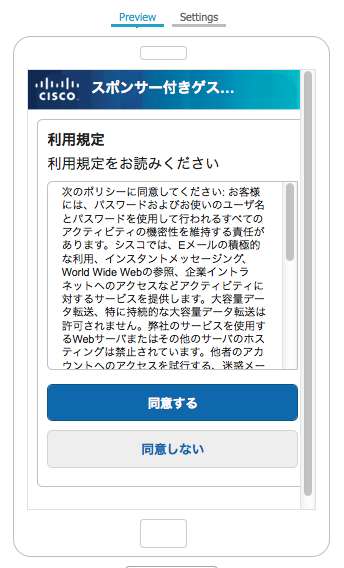 Preview Settings
CISCO スポンサー付きゲス...
利用規定
利用規定をお読みください
次のポリシーに同意してください: お客様
には、パスワードおよびお使いのユーザ名
とパスワードを使用して行われるすべての
アクティビティの機密性を維持する責任が
あります。シスコでは、Eメールの積極的
な利用、インスタントメッセージング、
World Wide Webの参照、企業イントラ
ネットへのアクセスなどアクティビティに
対するサービスを提供します。大容量デー
タ転送、特に持続的な大容量データ転送は
許可されません。弊社のサービスを使用す
るWebサーバまたはその他のサーバのホス
ティングは禁止されています。他者のアカ
ウントへのアクセスを試行する、迷惑メー
同意する
同意しない